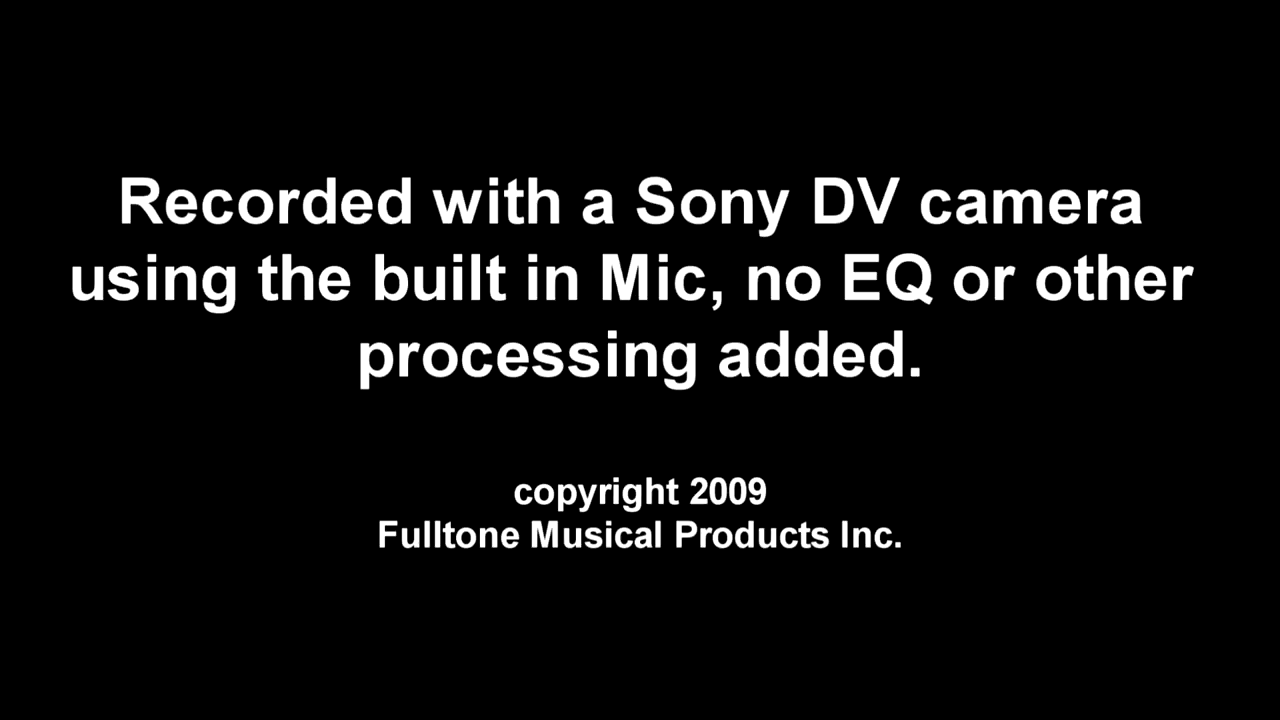 Recorded with a Sony DV camera
using the built in Mic, no EQ or other
processing added.
copyright 2009
Fulltone Musical Products Inc.